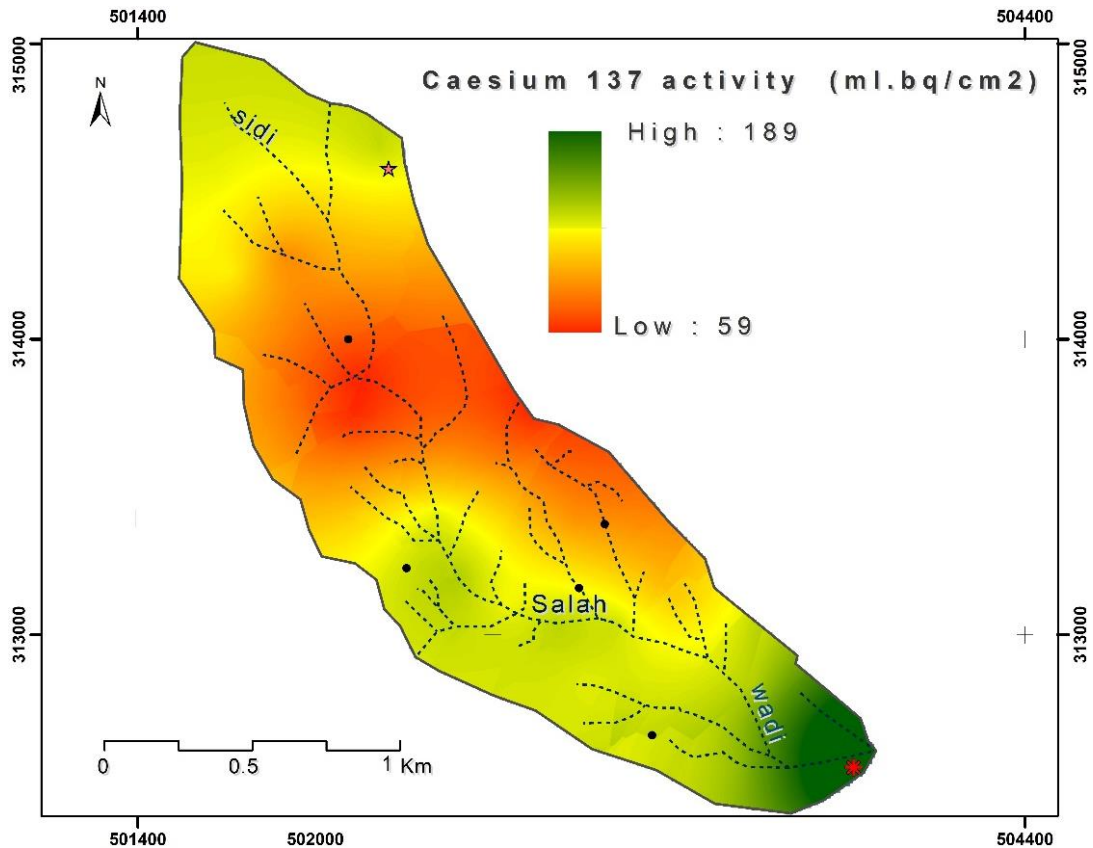 501400 504400
315000 315000
N
Caesium 137 activity (ml.bq/cm2)
High : 189
sidi
Low : 59
314000 314000
Salah
313000 313000
wadi
0 0.5 1 Km
501400 502000 504400